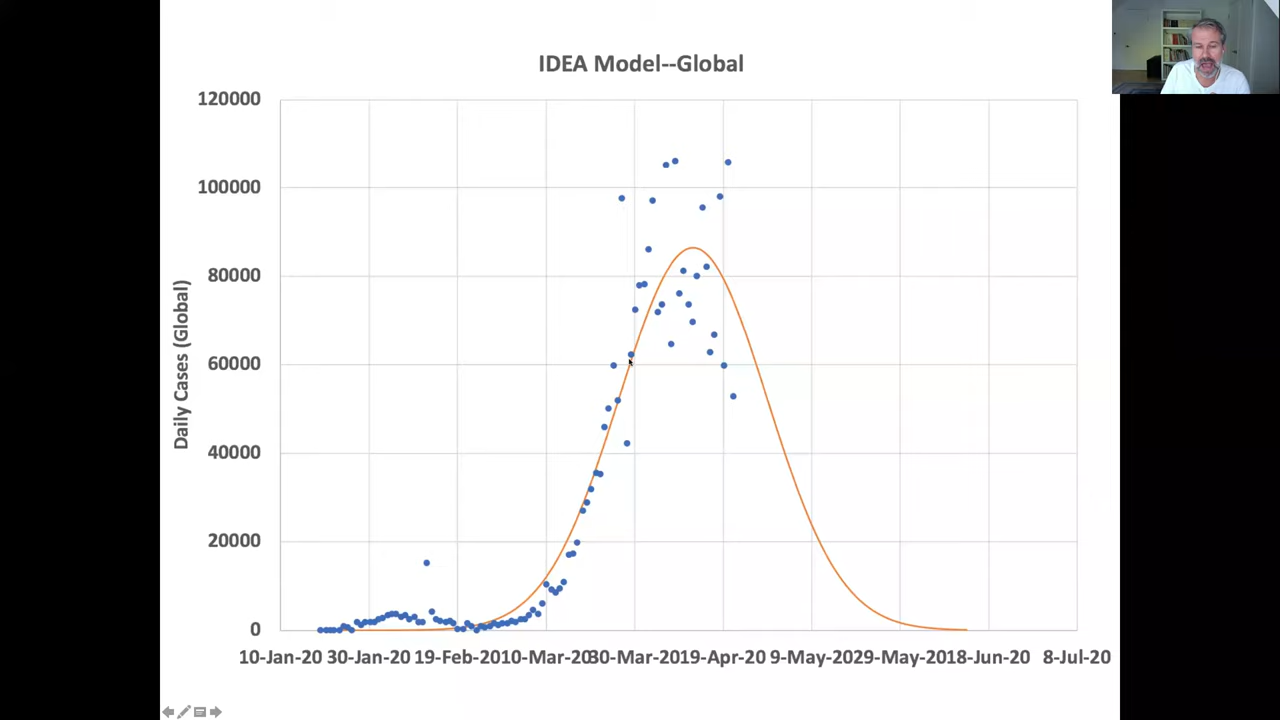 IDEA Model--Global
120000
100000
80000
60000
40000
20000
0
Daily Cases (Global)
10-Jan-20 30-Jan-20 19-Feb-20 10-Mar-20 30-Mar-20 19-Apr-20 9-May-20 29-May-20 18-Jun-20 8-Jul-20